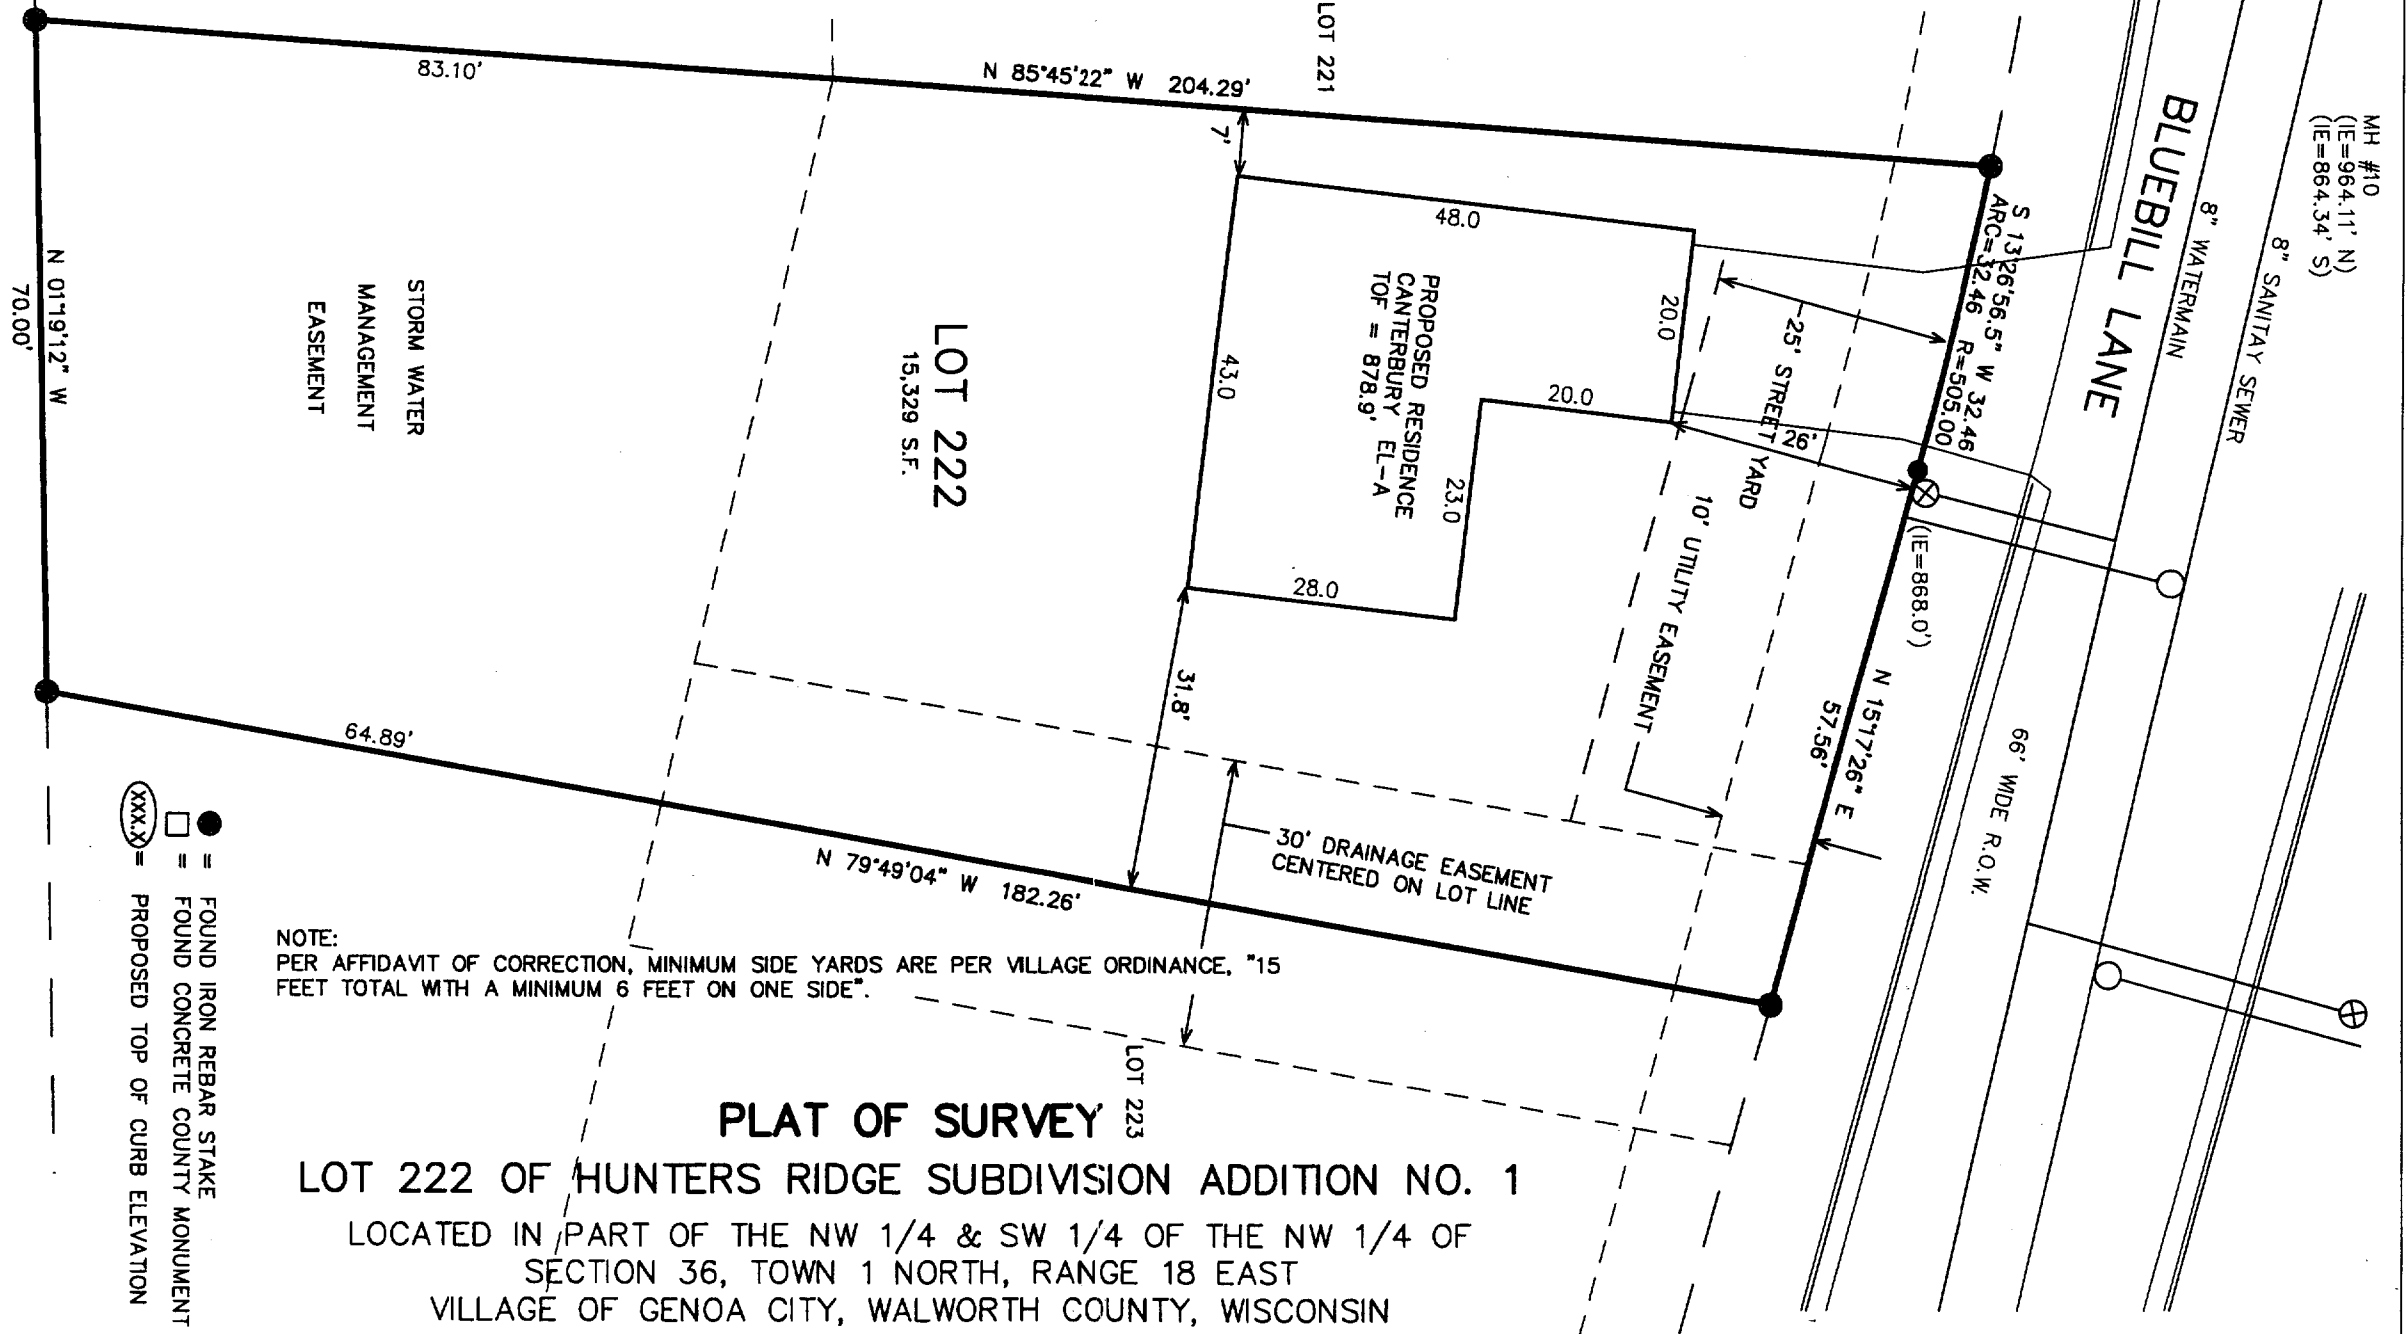 LOT 221
MH #10
(IE=964.11' N)
(IE=864.34' S)
BLUEBILL LANE
8" WATERMAIN
8" SANITAY SEWER
83.10'
N 85°45'22" W 204.29'
7'
S 13°26'56.5" W 32.46
ARC=32.46 R=505.00
48.0
20.0
25' STREET YARD
26'
PROPOSED RESIDENCE
CANTERBURY EL-A
TOF = 878.9'
43.0
20.0
23.0
28.0
10' UTILITY EASEMENT
(IE=868.0')
N 15°17'26" E
57.56'
66' WIDE R.O.W.
LOT 222
15,329 S.F.
STORM WATER
MANAGEMENT
EASEMENT
N 01°19'12" W
70.00'
31.8'
64.89'
N 79°49'04" W 182.26'
30' DRAINAGE EASEMENT
CENTERED ON LOT LINE
NOTE:
PER AFFIDAVIT OF CORRECTION, MINIMUM SIDE YARDS ARE PER VILLAGE ORDINANCE, "15
FEET TOTAL WITH A MINIMUM 6 FEET ON ONE SIDE".
= FOUND IRON REBAR STAKE
= FOUND CONCRETE COUNTY MONUMENT
XXX.X = PROPOSED TOP OF CURB ELEVATION
LOT 223
PLAT OF SURVEY
LOT 222 OF HUNTERS RIDGE SUBDIVISION ADDITION NO. 1
LOCATED IN PART OF THE NW 1/4 & SW 1/4 OF THE NW 1/4 OF
SECTION 36, TOWN 1 NORTH, RANGE 18 EAST
VILLAGE OF GENOA CITY, WALWORTH COUNTY, WISCONSIN